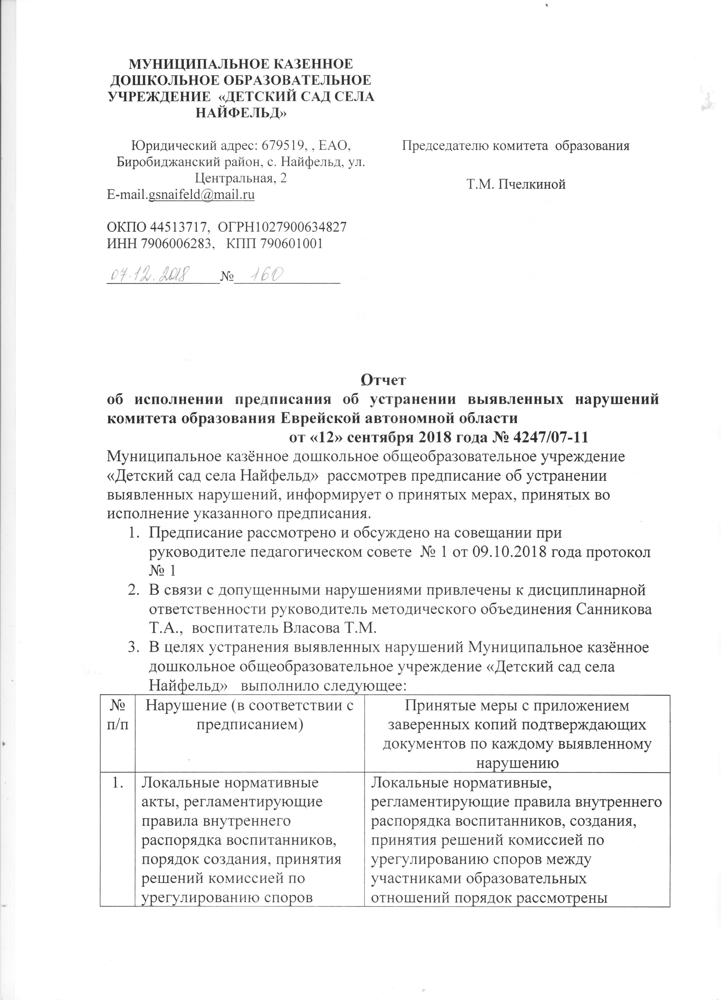 МУНИЦИПАЛЬНОЕ КАЗЕННОЕ
ДОШКОЛЬНОЕ ОБРАЗОВАТЕЛЬНОЕ
УЧРЕЖДЕНИЕ «ДЕТСКИЙ САД СЕЛА
НАЙФЕЛЬД»
Юридический адрес: 679519, , ЕАО,
Биробиджанский район, с. Найфельд, ул.
Центральная, 2
E-mail.gsnaifeld@mail.ru
ОКПО 44513717, ОГРН1027900634827
ИНН 7906006283, КПП 790601001
07.12.2018 № 160
Председателю комитета образования
Т.М. Пчелкиной
Отчет
об исполнении предписания об устранении выявленных нарушений
комитета образования Еврейской автономной области
от «12» сентября 2018 года № 4247/07-11
Муниципальное казённое дошкольное общеобразовательное учреждение
«Детский сад села Найфельд» рассмотрев предписание об устранении
выявленных нарушений, информирует о принятых мерах, принятых во
исполнение указанного предписания.
1. Предписание рассмотрено и обсуждено на совещании при
руководителе педагогическом совете № 1 от 09.10.2018 года протокол
№ 1
2. В связи с допущенными нарушениями привлечены к дисциплинарной
ответственности руководитель методического объединения Санникова
Т.А., воспитатель Власова Т.М.
3. В целях устранения выявленных нарушений Муниципальное казённое
дошкольное общеобразовательное учреждение «Детский сад села
Найфельд» выполнило следующее:
№
п/п
Нарушение (в соответствии с
предписанием)
Принятые меры с приложением
заверенных копий подтверждающих
документов по каждому выявленному
нарушению
1.
Локальные нормативные
акты, регламентирующие
правила внутреннего
распорядка воспитанников,
порядок создания, принятия
решений комиссией по
урегулированию споров
Локальные нормативные,
регламентирующие правила внутреннего
распорядка воспитанников, создания,
принятия решений комиссией по
урегулированию споров между
участниками образовательных
отношений порядок рассмотрены